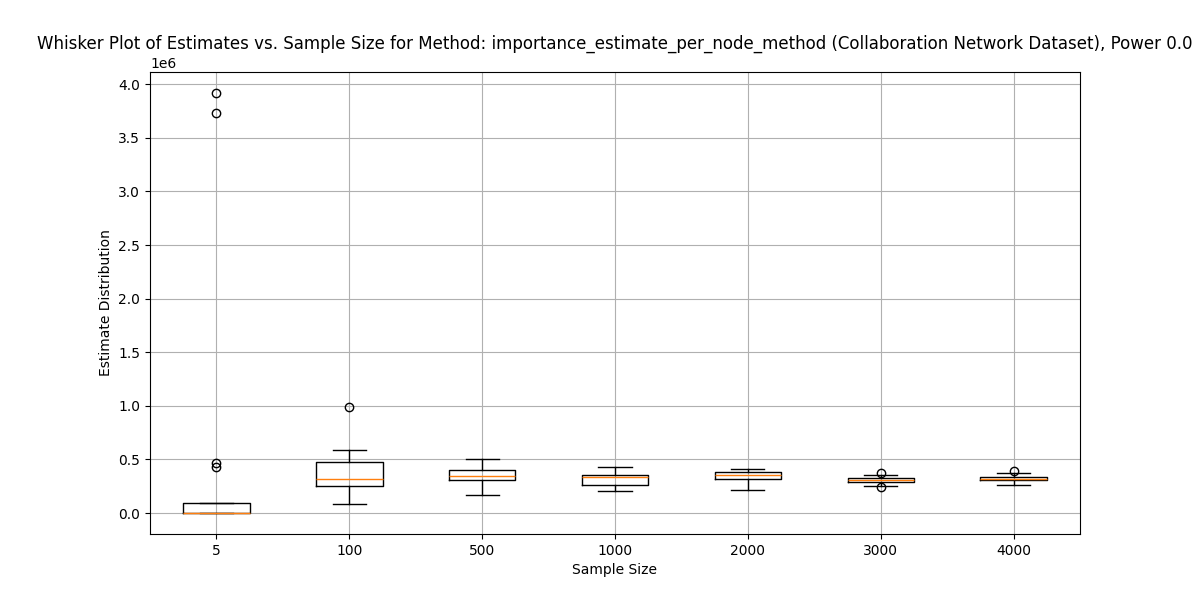 Whisker Plot of Estimates vs. Sample Size for Method: importance_estimate_per_node_method (Collaboration Network Dataset), Power 0.0
1e6
4.0
3.5
3.0
2.5
2.0
1.5
1.0
0.5
0.0
Estimate Distribution
5 100 500 1000 2000 3000 4000
Sample Size